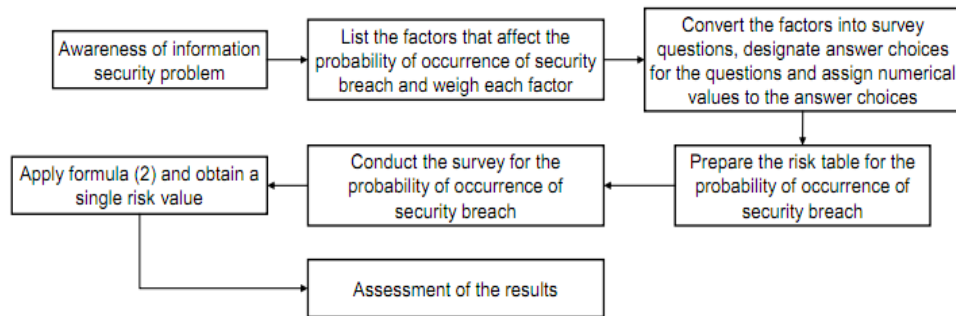 Awareness of information
security problem
List the factors that affect the
probability of occurrence of security
breach and weigh each factor
Convert the factors into survey
questions, designate answer choices
for the questions and assign numerical
values to the answer choices
Prepare the risk table for the
probability of occurrence of
security breach
Conduct the survey for the
probability of occurrence of
security breach
Apply formula (2) and obtain a
single risk value
Assessment of the results